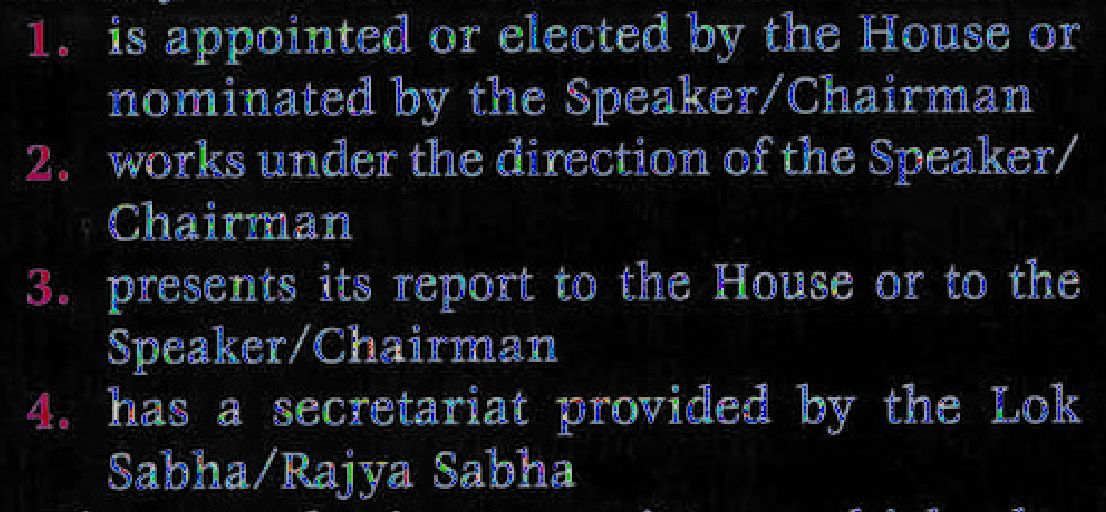 1. is appointed or elected by the House or
nominated by the Speaker/Chairman
2. works under the direction of the Speaker/
Chairman
3. presents its report to the House or to the
Speaker/Chairman
4. has a secretariat provided by the Lok
Sabha/Rajya Sabha